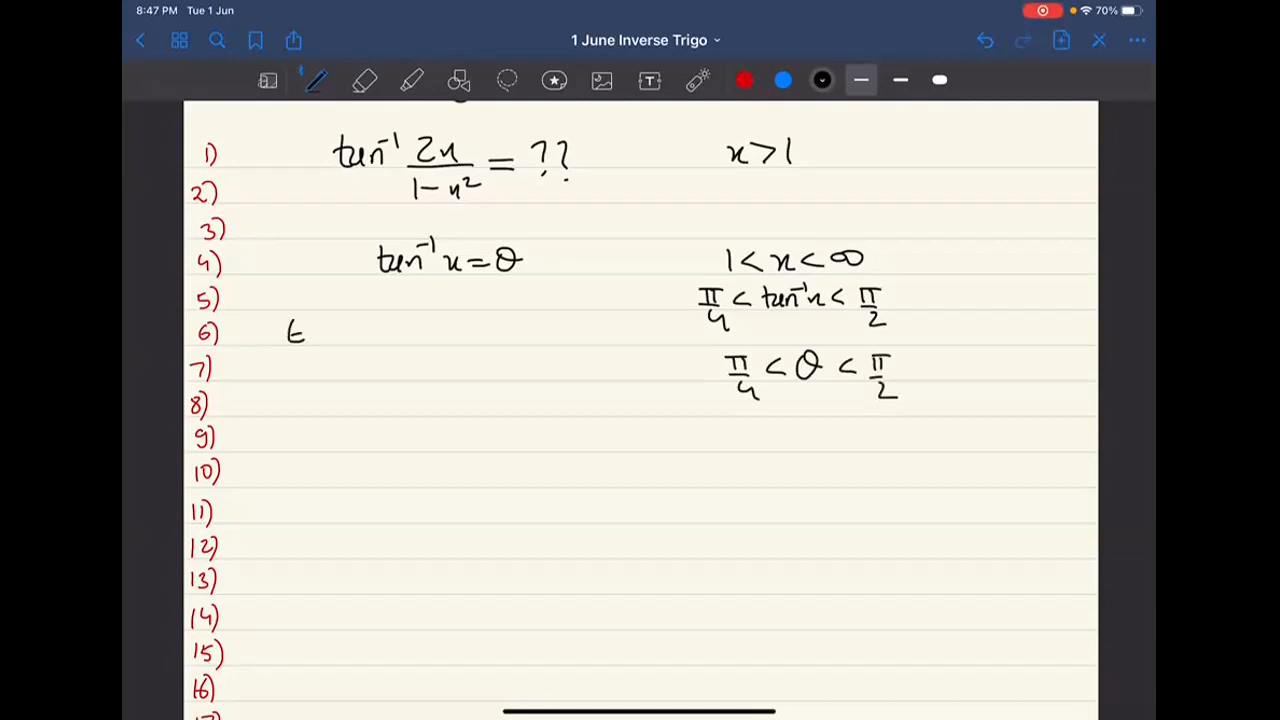 8:47 PM Tue 1 Jun 70%
1 June Inverse Trigo
T
1) tan⁻¹ 2x/(1-x²) = ?? x > 1
2)
3)
4) tan⁻¹ x = θ 1 < x < ∞
5) π/4 < tan⁻¹x < π/2
6) t
7) π/4 < θ < π/2
8)
9)
10)
11)
12)
13)
14)
15)
16)